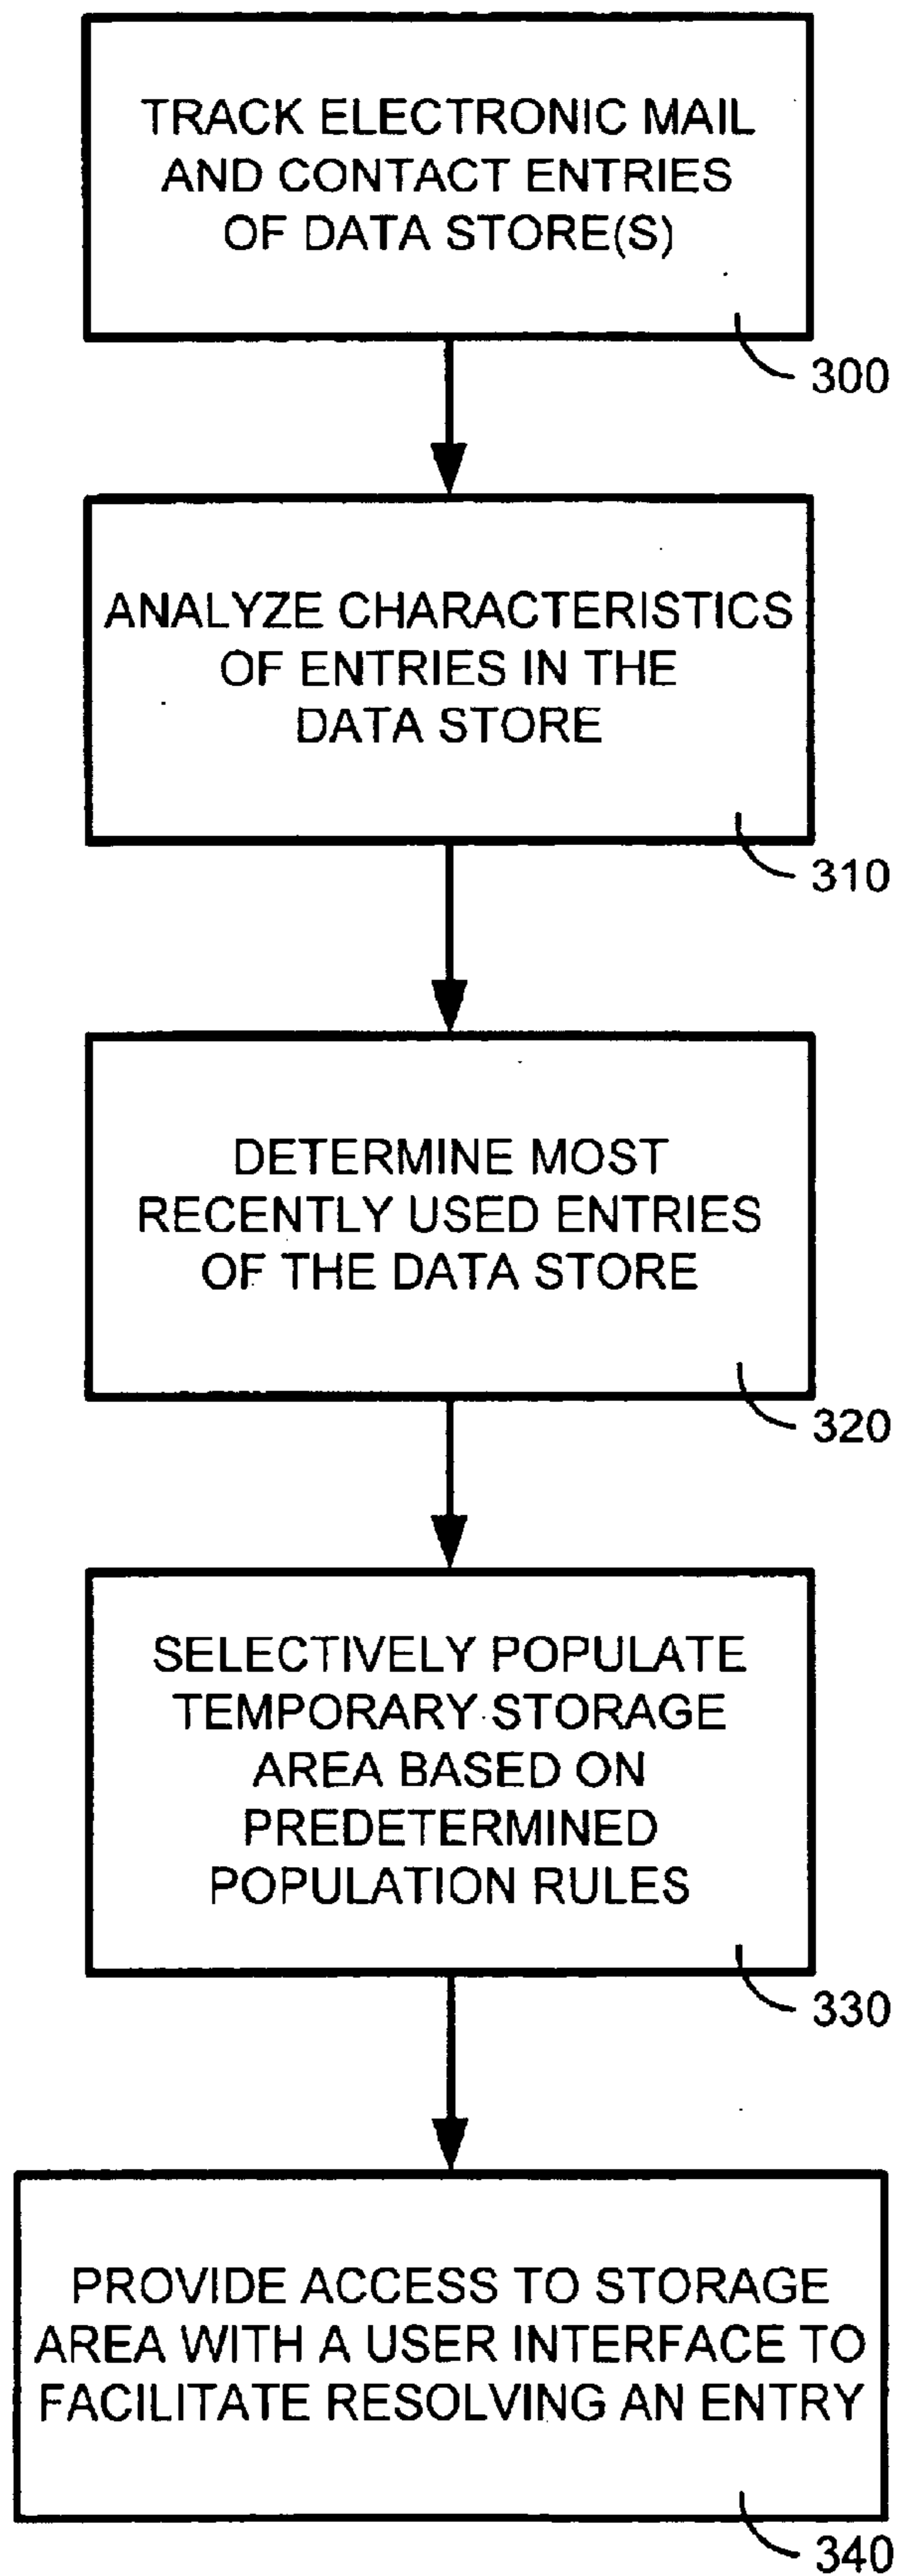 TRACK ELECTRONIC MAIL
AND CONTACT ENTRIES
OF DATA STORE(S)
300
ANALYZE CHARACTERISTICS
OF ENTRIES IN THE
DATA STORE
310
DETERMINE MOST
RECENTLY USED ENTRIES
OF THE DATA STORE
320
SELECTIVELY POPULATE
TEMPORARY STORAGE
AREA BASED ON
PREDETERMINED
POPULATION RULES
330
PROVIDE ACCESS TO STORAGE
AREA WITH A USER INTERFACE TO
FACILITATE RESOLVING AN ENTRY
340